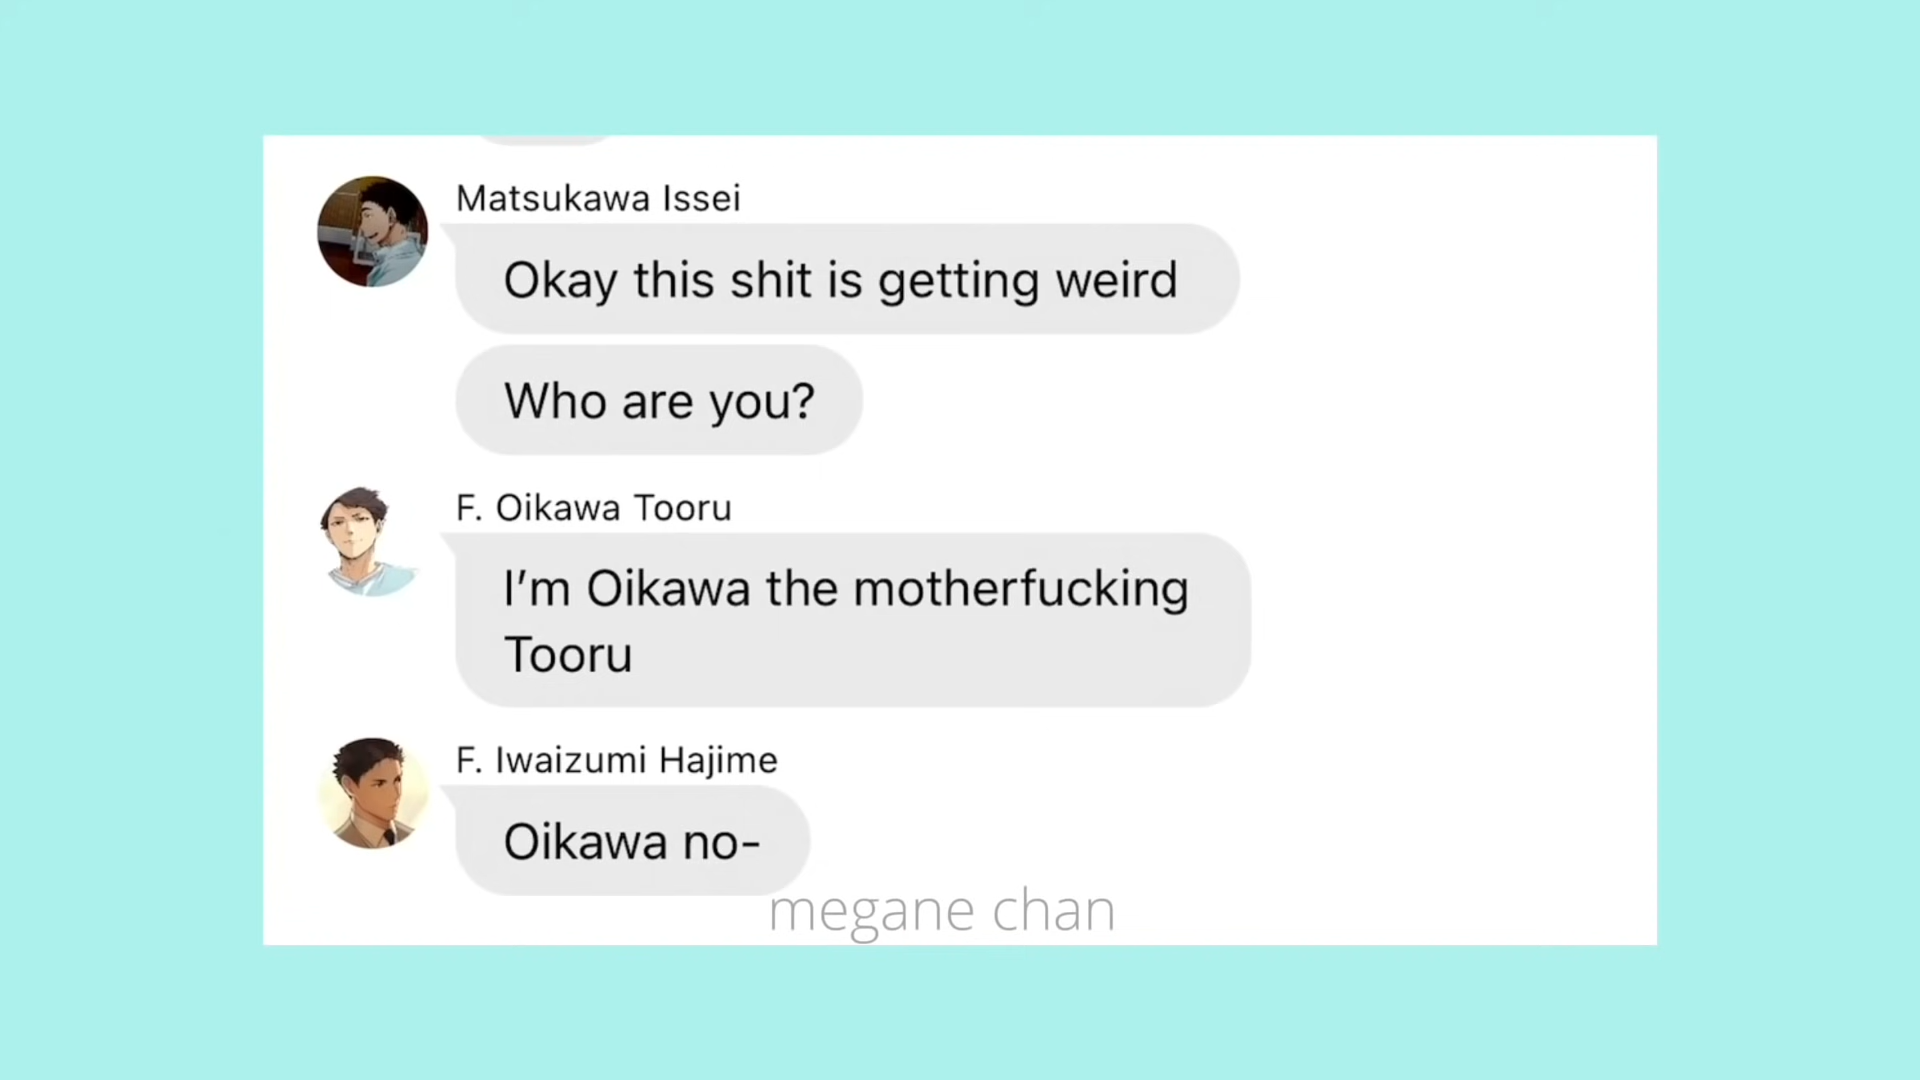 Matsukawa Issei
Okay this shit is getting weird
Who are you?
F. Oikawa Tooru
I'm Oikawa the motherfucking
Tooru
F. Iwaizumi Hajime
Oikawa no-
megane chan